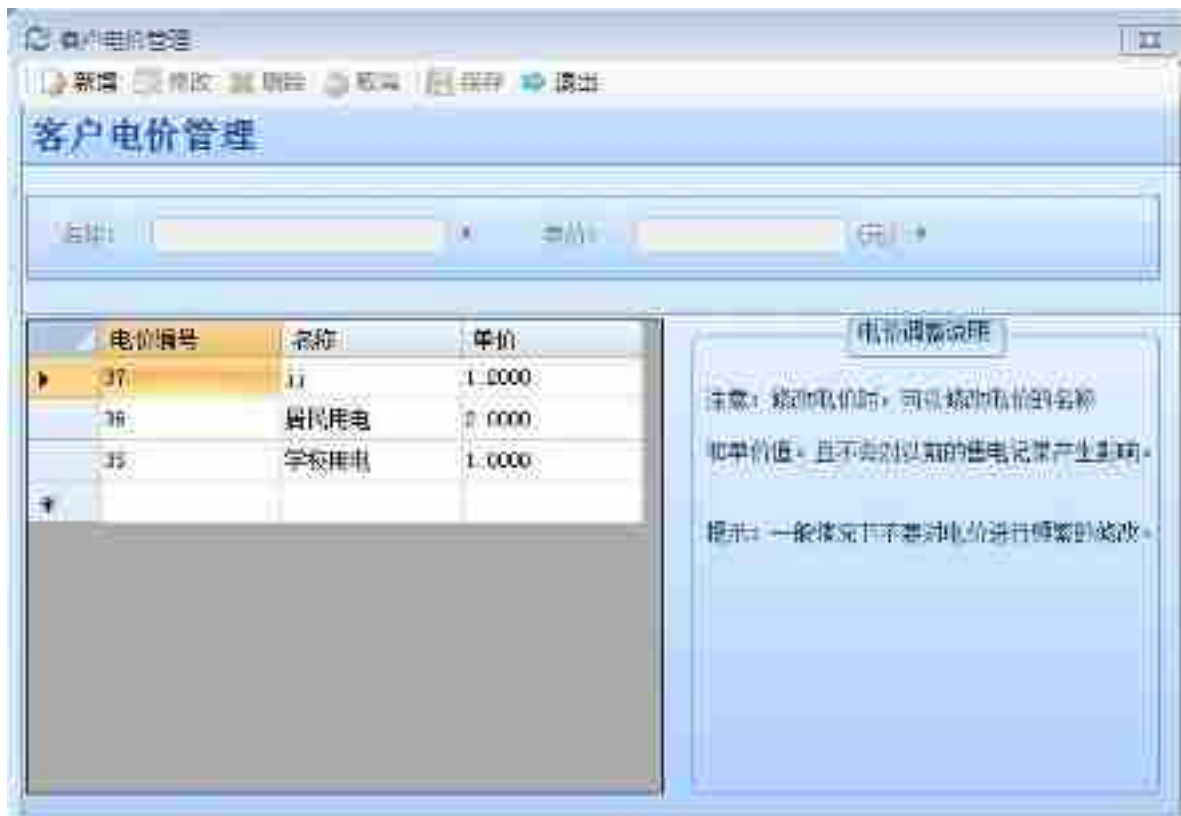 客户电价管理
新增 修改 删除 取消 保存 退出
客户电价管理
名称： * 单价： (元) *
电价编号 名称 单价
37 jj 1.2000
36 居民用电 2.0000
35 学校用电 1.0000
电价调整说明
注意：修改电价时，可以修改电价的名称
和单价值，且不会对以前的售电记录产生影响。
提示：一般情况下不要对电价进行频繁的修改。